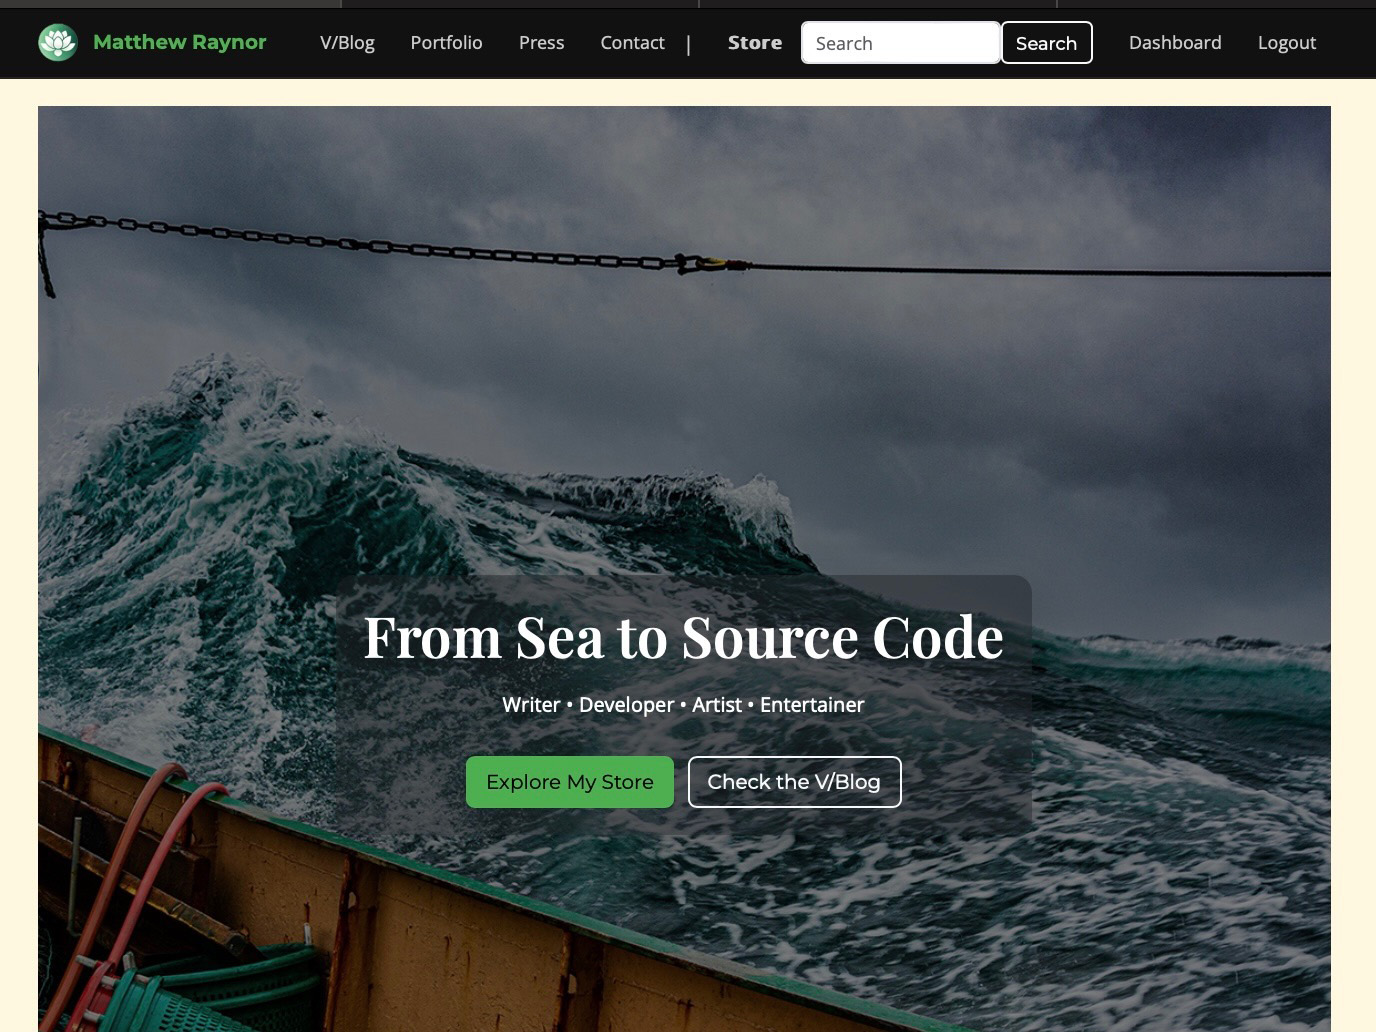 Matthew Raynor V/Blog Portfolio Press Contact | Store Search Search Dashboard Logout
From Sea to Source Code
Writer • Developer • Artist • Entertainer
Explore My Store Check the V/Blog